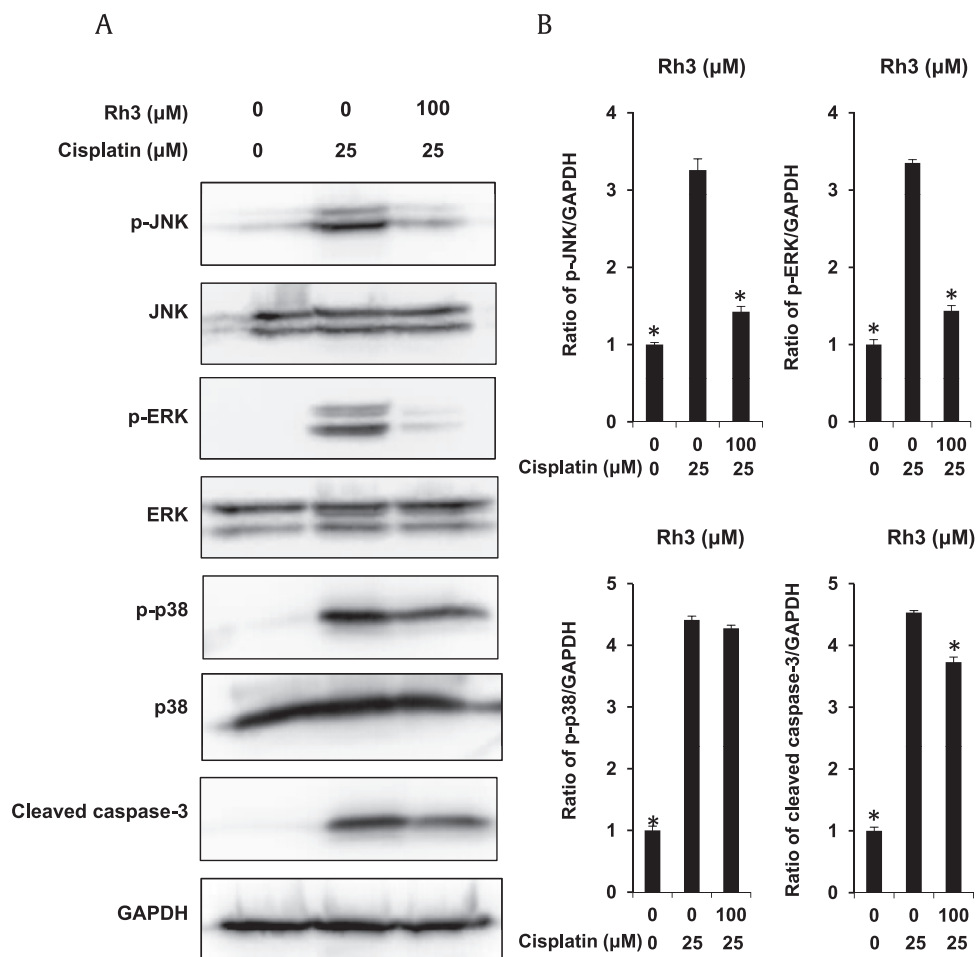 A
Rh3 (µM) 0 0 100
Cisplatin (µM) 0 25 25
p-JNK
JNK
p-ERK
ERK
p-p38
p38
Cleaved caspase-3
GAPDH
B
Rh3 (µM)
Ratio of p-JNK/GAPDH
4
3
2
1
0
* *
0 0 100
Cisplatin (µM) 0 25 25
Rh3 (µM)
Ratio of p-ERK/GAPDH
4
3
2
1
0
* *
0 0 100
0 25 25
Rh3 (µM)
Ratio of p-p38/GAPDH
5
4
3
2
1
0
*
0 0 100
Cisplatin (µM) 0 25 25
Rh3 (µM)
Ratio of cleaved caspase-3/GAPDH
5
4
3
2
1
0
* *
0 0 100
0 25 25